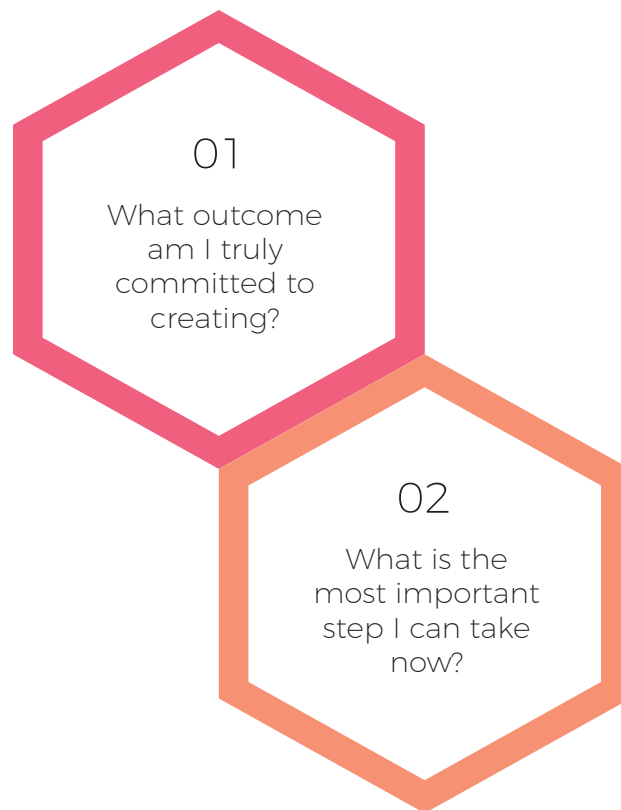 01
What outcome
am I truly
committed to
creating?
02
What is the
most important
step I can take
now?